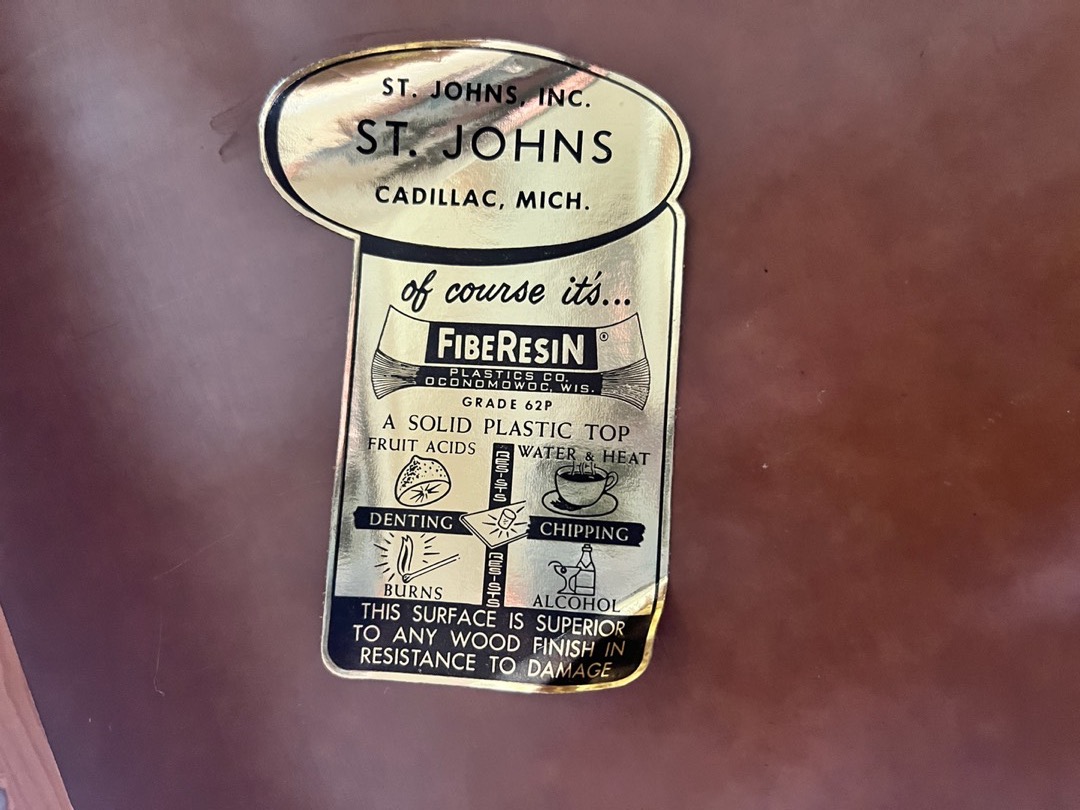 ST. JOHNS, INC.
ST. JOHNS
CADILLAC, MICH.
of course it's...
FIBERESIN ®
PLASTICS CO.
OCONOMOWOC, WIS.
GRADE 62P
A SOLID PLASTIC TOP
FRUIT ACIDS
WATER & HEAT
RESISTS
DENTING
CHIPPING
RESISTS
BURNS
ALCOHOL
THIS SURFACE IS SUPERIOR
TO ANY WOOD FINISH IN
RESISTANCE TO DAMAGE